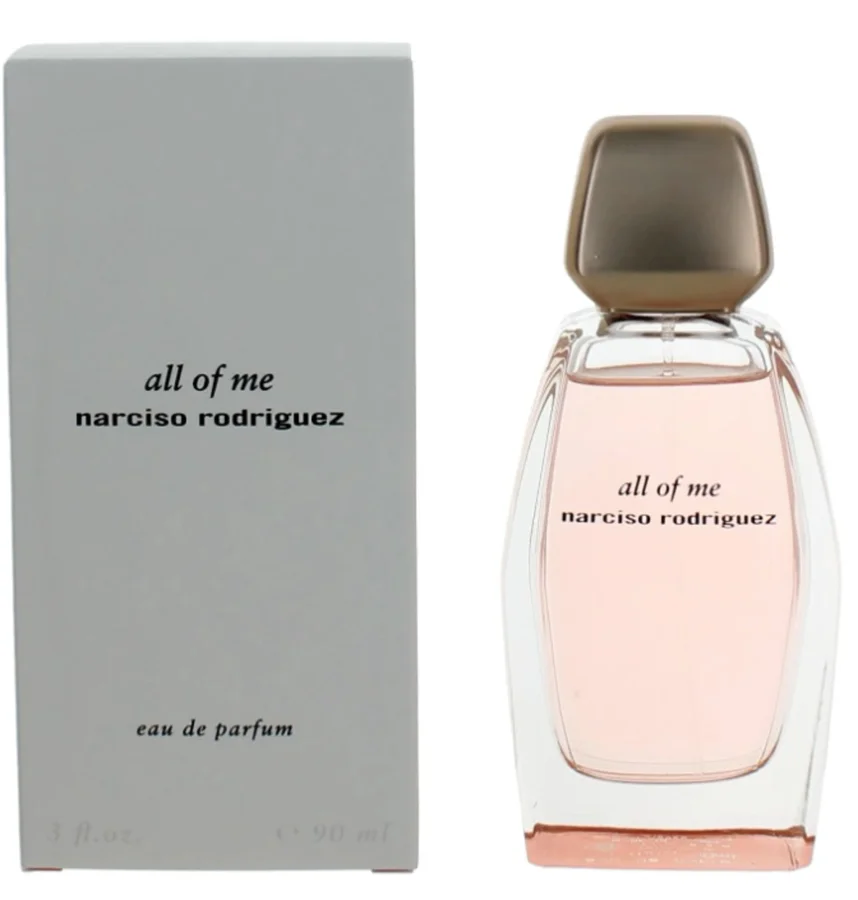 all of me
narciso rodriguez
eau de parfum
3 fl.oz. e 90 ml
all of me
narciso rodriguez